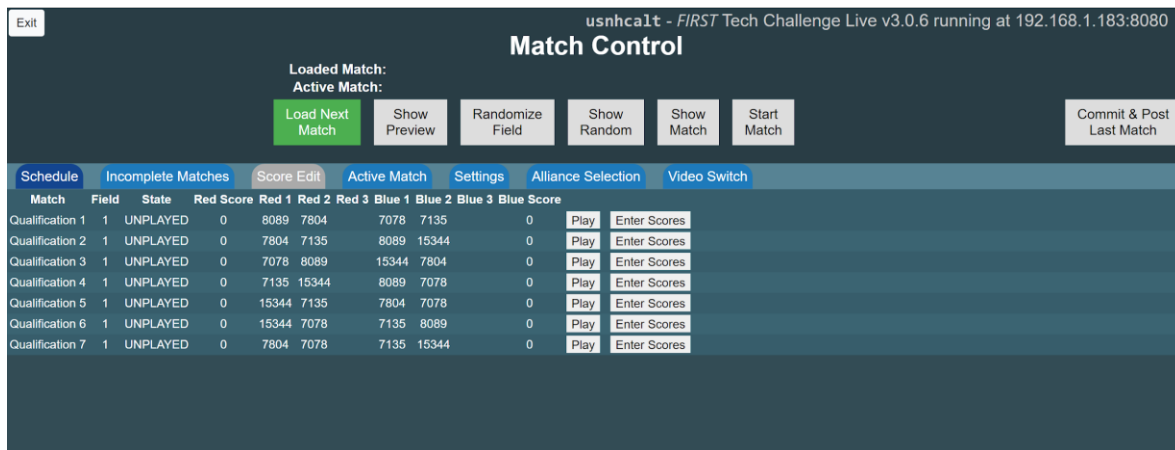 Exit
usnhcalt - FIRST Tech Challenge Live v3.0.6 running at 192.168.1.183:8080
Match Control
Loaded Match:
Active Match:
Load Next Match Show Preview Randomize Field Show Random Show Match Start Match Commit & Post Last Match
Schedule Incomplete Matches Score Edit Active Match Settings Alliance Selection Video Switch
Match Field State Red Score Red 1 Red 2 Red 3 Blue 1 Blue 2 Blue 3 Blue Score
Qualification 1 1 UNPLAYED 0 8089 7804 7078 7135 0 Play Enter Scores
Qualification 2 1 UNPLAYED 0 7804 7135 8089 15344 0 Play Enter Scores
Qualification 3 1 UNPLAYED 0 7078 8089 15344 7804 0 Play Enter Scores
Qualification 4 1 UNPLAYED 0 7135 15344 8089 7078 0 Play Enter Scores
Qualification 5 1 UNPLAYED 0 15344 7135 7804 7078 0 Play Enter Scores
Qualification 6 1 UNPLAYED 0 15344 7078 7135 8089 0 Play Enter Scores
Qualification 7 1 UNPLAYED 0 7804 7078 7135 15344 0 Play Enter Scores